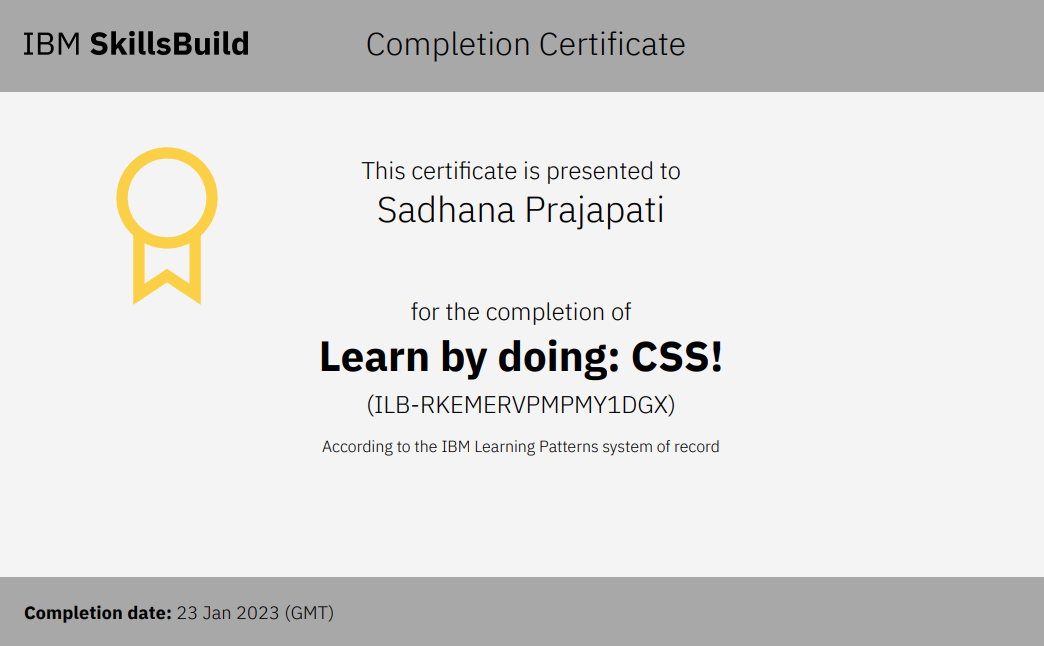 IBM SkillsBuild
Completion Certificate
This certificate is presented to
Sadhana Prajapati
for the completion of
Learn by doing: CSS!
(ILB-RKEMERVPMPMY1DGX)
According to the IBM Learning Patterns system of record
Completion date: 23 Jan 2023 (GMT)